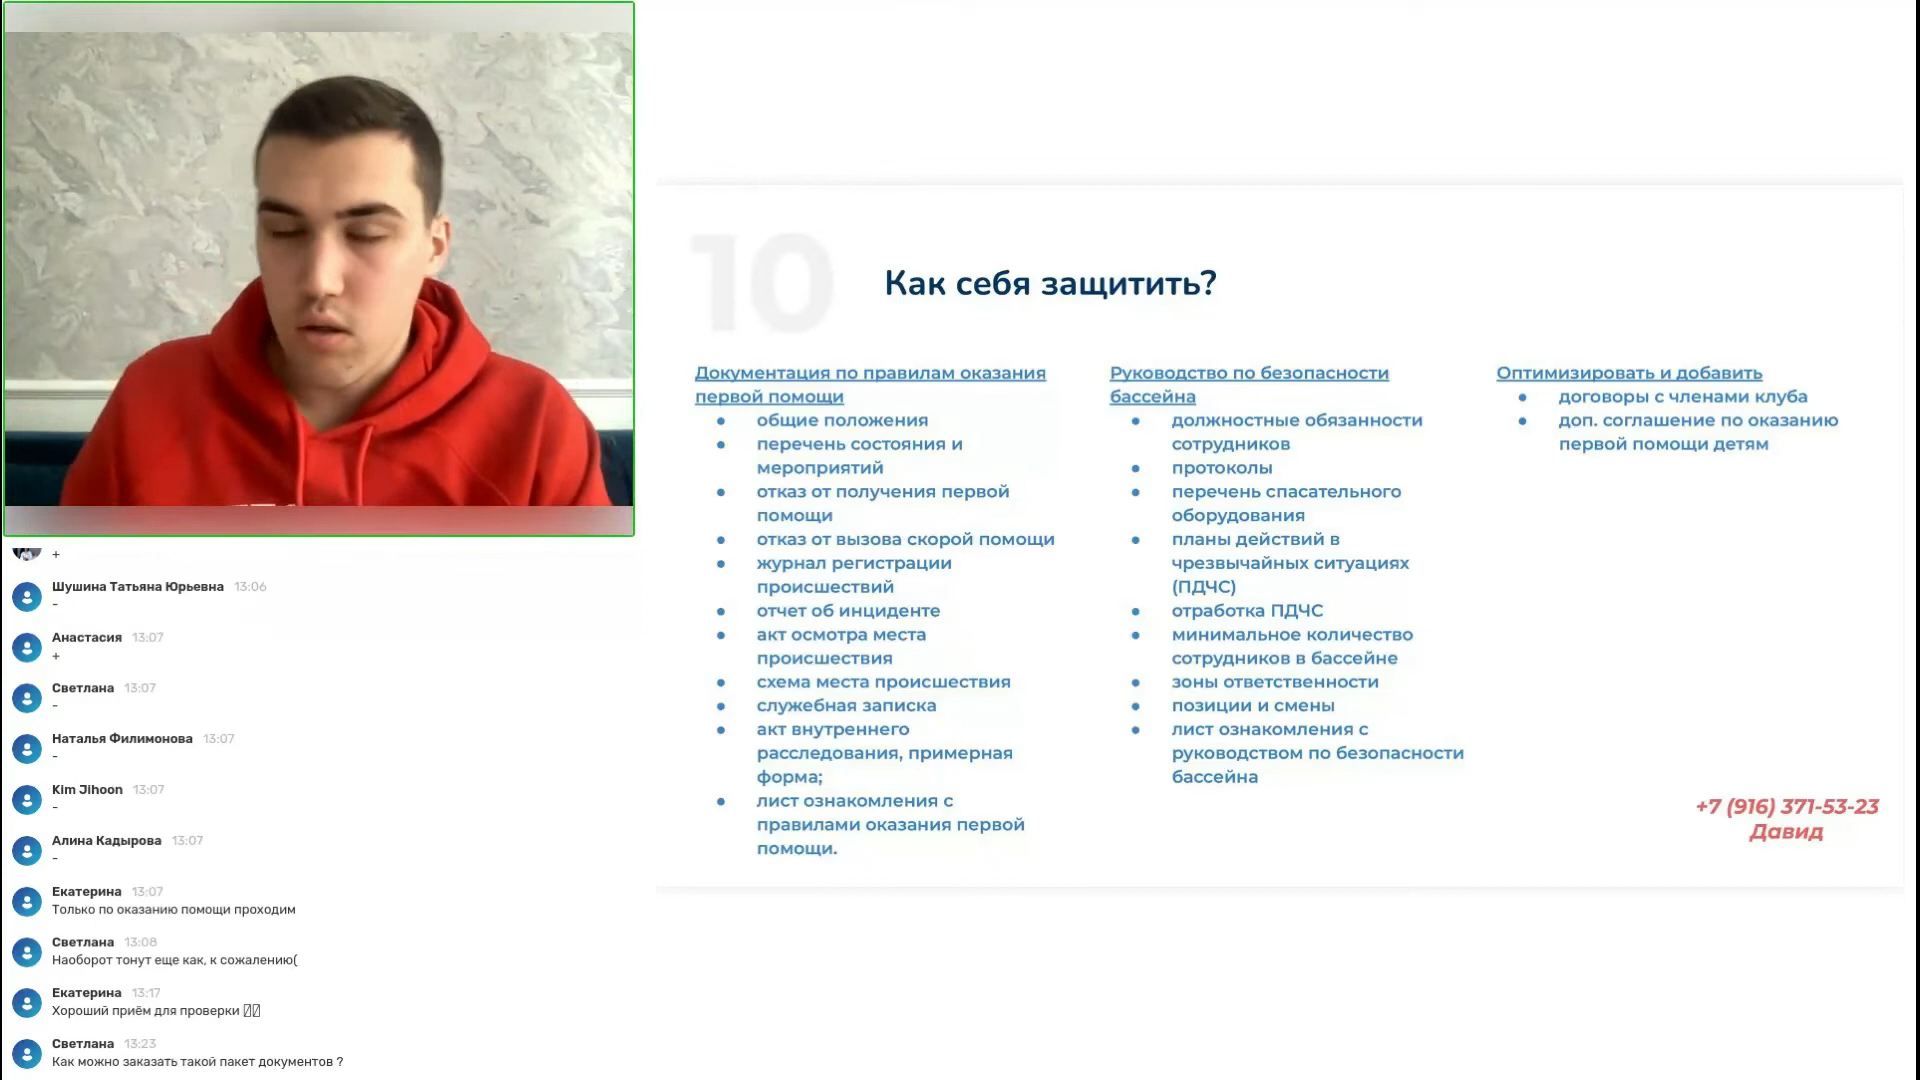 +
Шушина Татьяна Юрьевна 13:06
-
Анастасия 13:07
+
Светлана 13:07
-
Наталья Филимонова 13:07
-
Kim Jihoon 13:07
-
Алина Кадырова 13:07
-
Екатерина 13:07
Только по оказанию помощи проходим
Светлана 13:08
Наоборот тонут еще как, к сожалению(
Екатерина 13:17
Хороший приём для проверки
Светлана 13:23
Как можно заказать такой пакет документов ?
10
Как себя защитить?
Документация по правилам оказания
первой помощи
● общие положения
● перечень состояния и
мероприятий
● отказ от получения первой
помощи
● отказ от вызова скорой помощи
● журнал регистрации
происшествий
● отчет об инциденте
● акт осмотра места
происшествия
● схема места происшествия
● служебная записка
● акт внутреннего
расследования, примерная
форма;
● лист ознакомления с
правилами оказания первой
помощи.
Руководство по безопасности
бассейна
● должностные обязанности
сотрудников
● протоколы
● перечень спасательного
оборудования
● планы действий в
чрезвычайных ситуациях
(ПДЧС)
● отработка ПДЧС
● минимальное количество
сотрудников в бассейне
● зоны ответственности
● позиции и смены
● лист ознакомления с
руководством по безопасности
бассейна
Оптимизировать и добавить
● договоры с членами клуба
● доп. соглашение по оказанию
первой помощи детям
+7 (916) 371-53-23
Давид